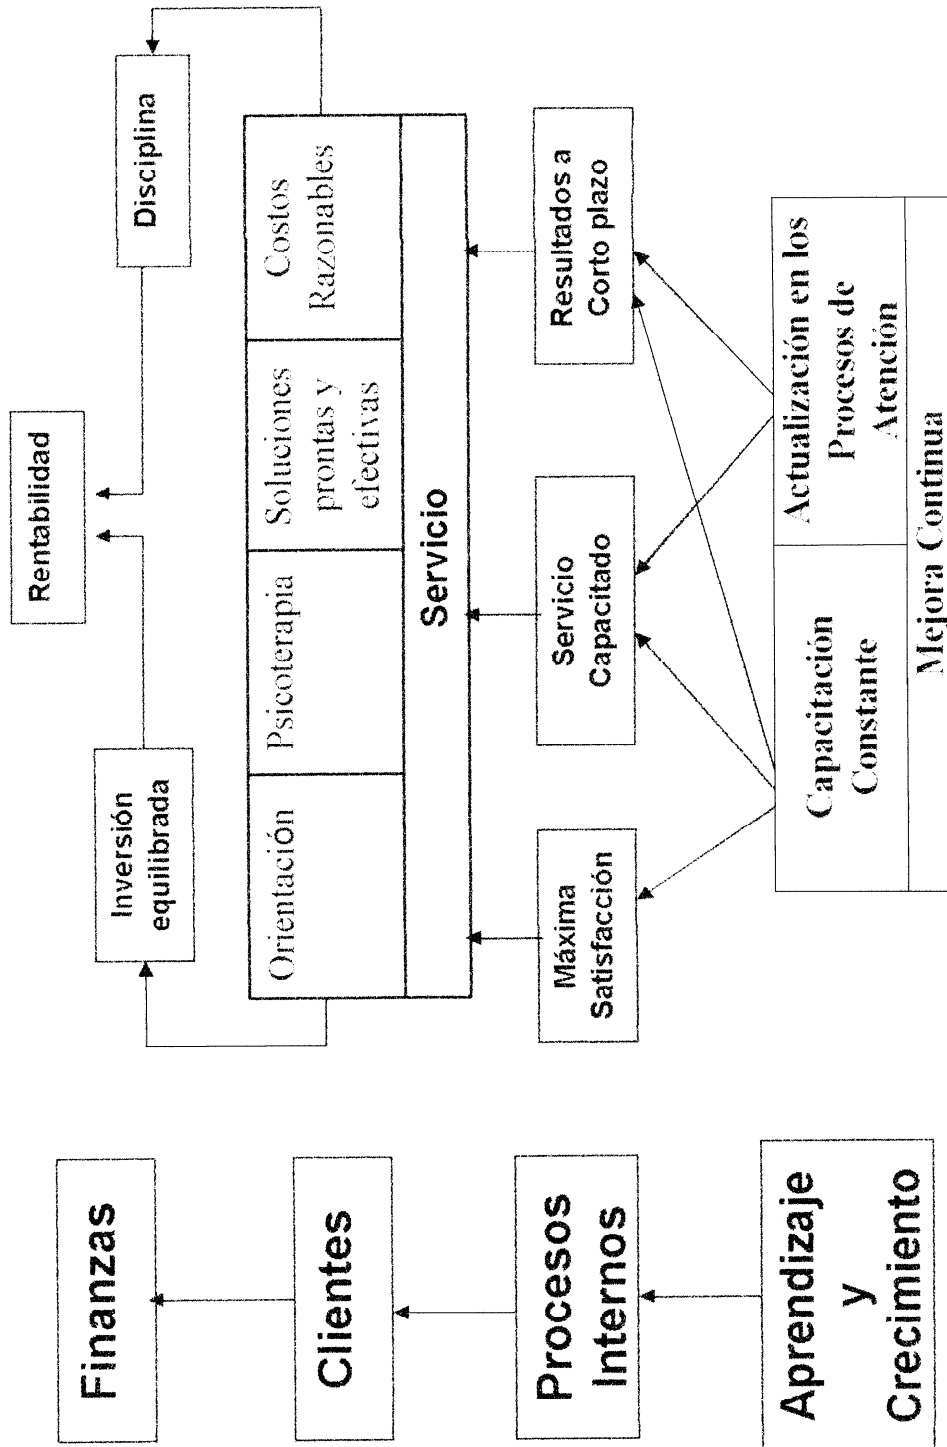 Finanzas
Rentabilidad
Inversión
equilibrada
Disciplina
Clientes
Orientación
Psicoterapia
Soluciones
prontas y
efectivas
Costos
Razonables
Servicio
Procesos
Internos
Máxima
Satisfacción
Servicio
Capacitado
Resultados a
Corto plazo
Aprendizaje
y
Crecimiento
Capacitación
Constante
Actualización en los
Procesos de
Atención
Mejora Continua